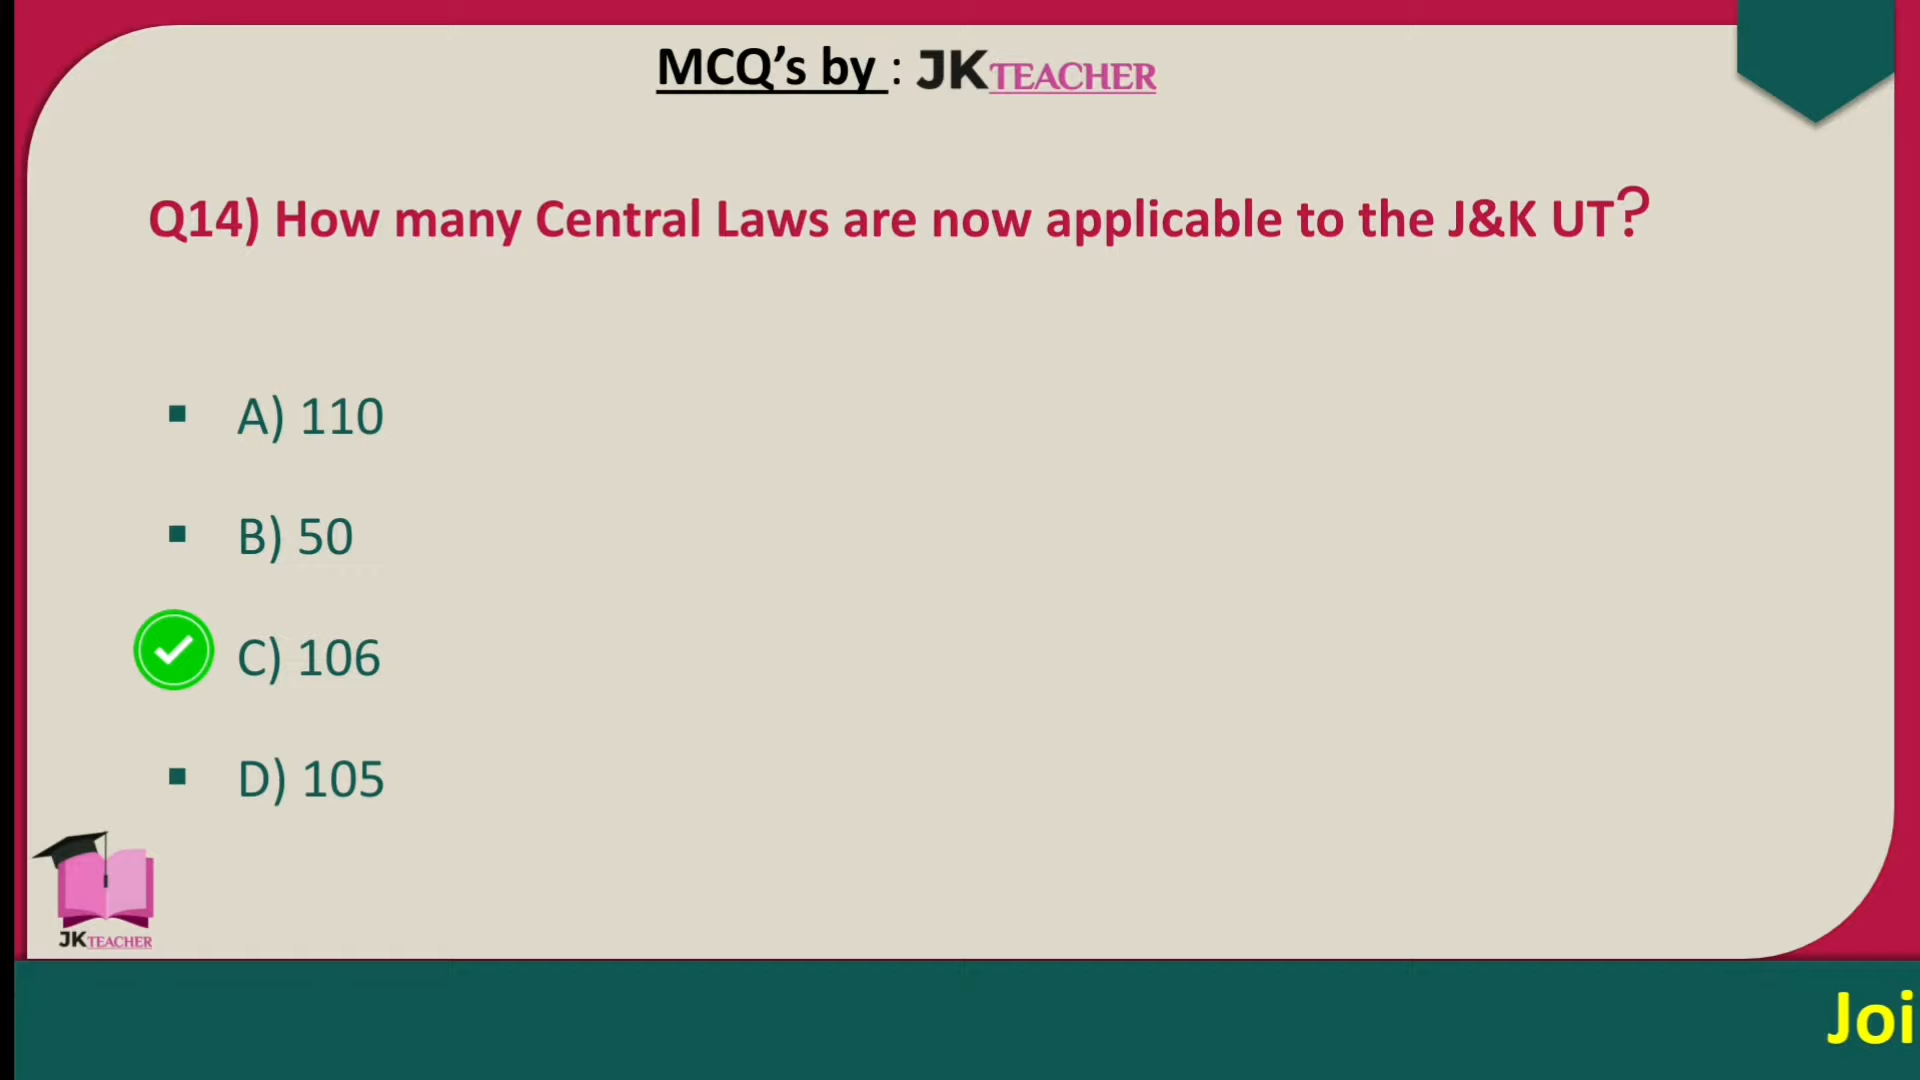 MCQ’s by : JKTEACHER
Q14) How many Central Laws are now applicable to the J&K UT?
▪ A) 110
▪ B) 50
C) 106
▪ D) 105
JKTEACHER
Joi